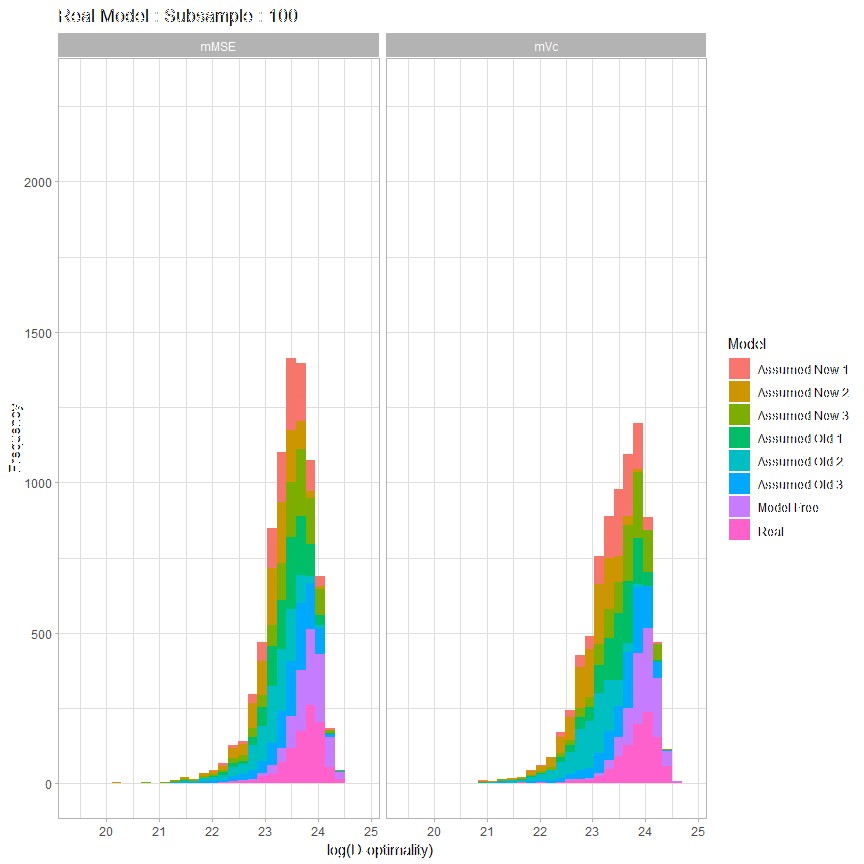 Real Model : Subsample : 100
mMSE
mVc
2000
1500
1000
500
0
Frequency
20 21 22 23 24 25
20 21 22 23 24 25
log(D-optimality)
Model
Assumed New 1
Assumed New 2
Assumed New 3
Assumed Old 1
Assumed Old 2
Assumed Old 3
Model Free
Real